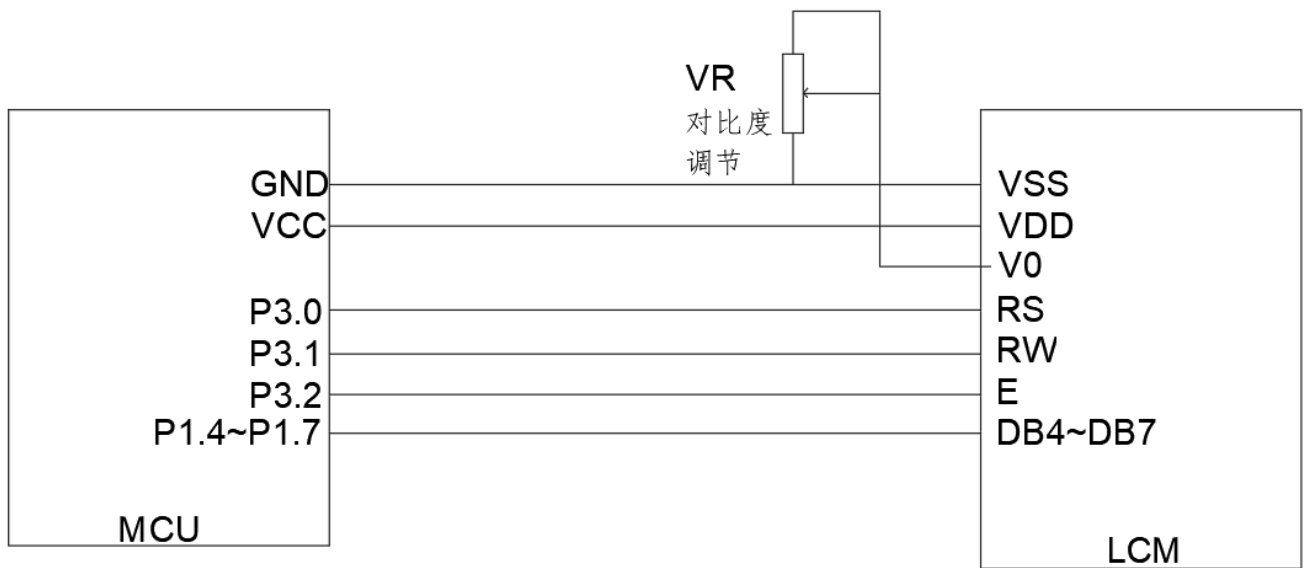 VR
对比度
调节
GND
VCC
P3.0
P3.1
P3.2
P1.4~P1.7
MCU
VSS
VDD
V0
RS
RW
E
DB4~DB7
LCM